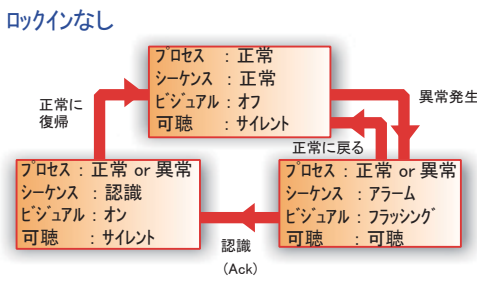 ロックインなし
プロセス : 正常
シーケンス : 正常
ビジュアル : オフ
可聴 : サイレント
正常に
復帰
異常発生
正常に戻る
プロセス : 正常 or 異常
シーケンス : 認識
ビジュアル : オン
可聴 : サイレント
プロセス : 正常 or 異常
シーケンス : アラーム
ビジュアル : フラッシング
可聴 : 可聴
認識
(Ack)